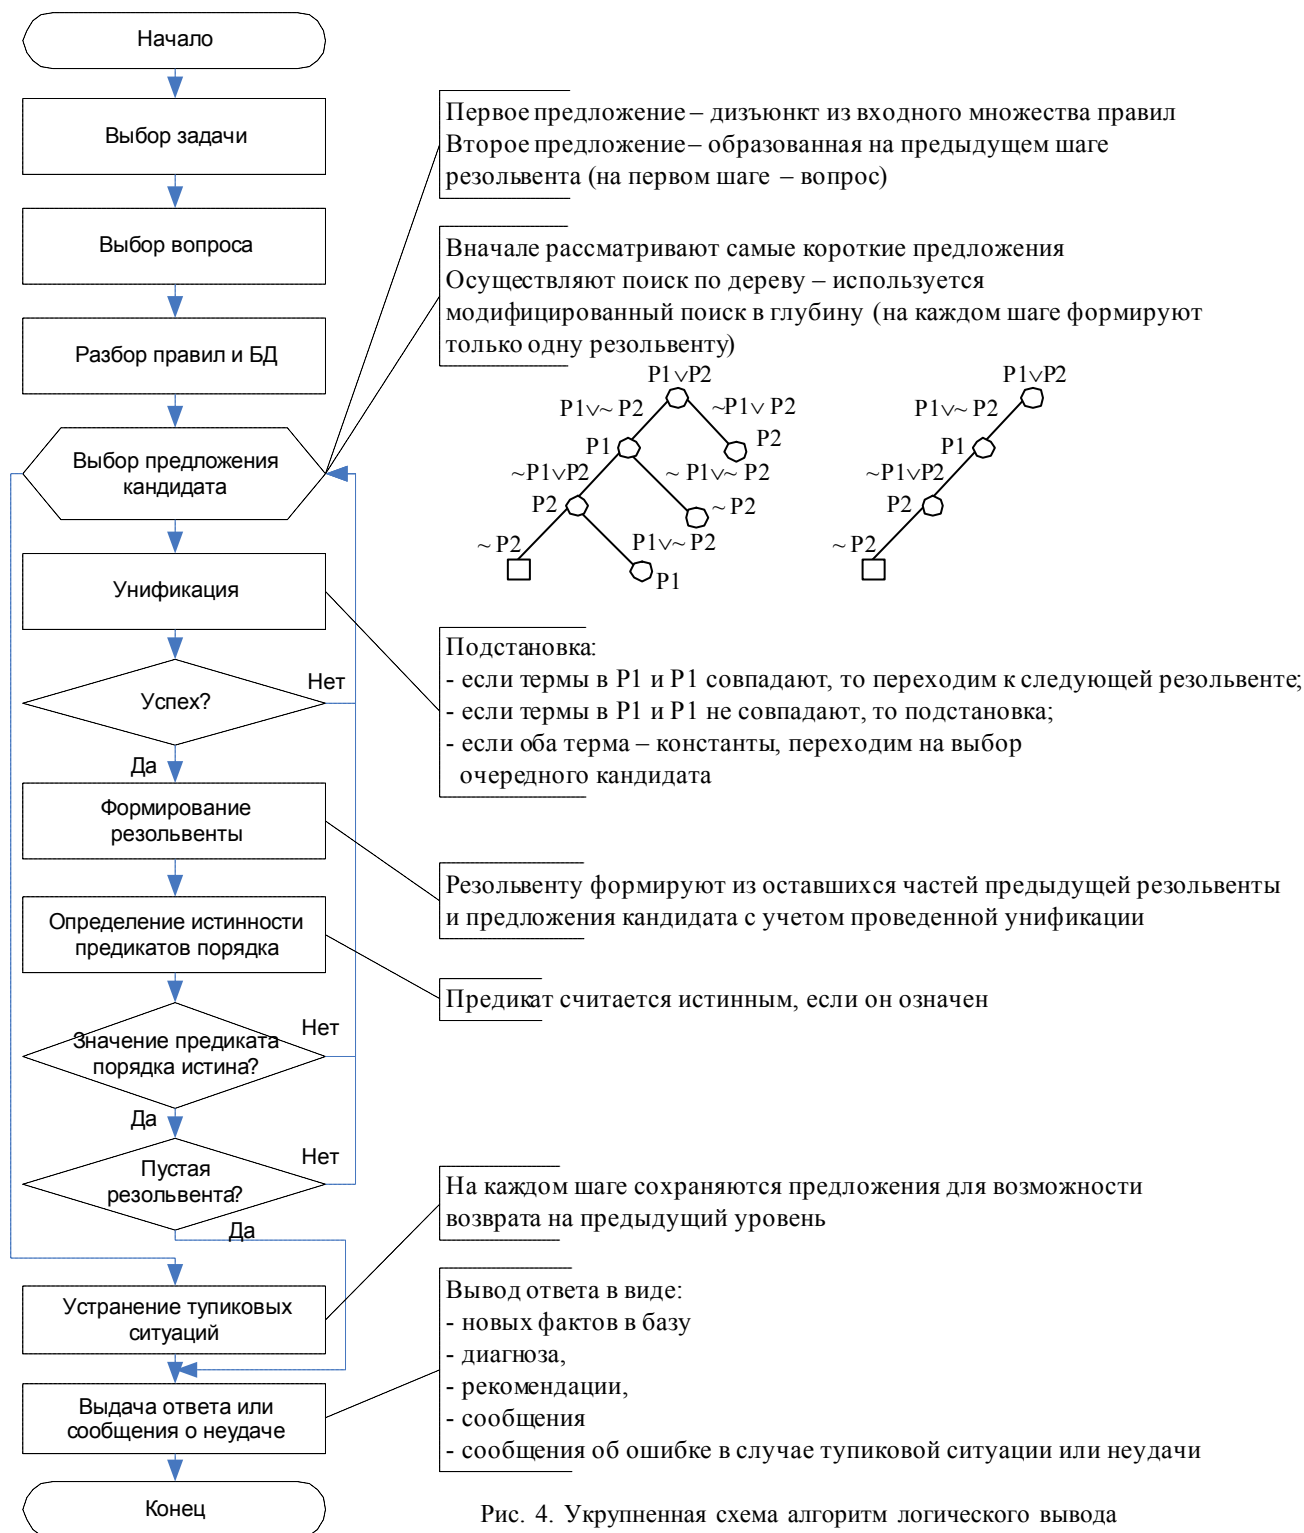 Начало
Выбор задачи
Выбор вопроса
Разбор правил и БД
Выбор предложения
кандидата
Унификация
Успех?
Нет
Да
Формирование
резольвенты
Определение истинности
предикатов порядка
Значение предиката
порядка истина?
Нет
Да
Пустая
резольвента?
Нет
Да
Устранение тупиковых
ситуаций
Выдача ответа или
сообщения о неудаче
Конец
Первое предложение – дизъюнкт из входного множества правил
Второе предложение – образованная на предыдущем шаге
резольвента (на первом шаге – вопрос)
Вначале рассматривают самые короткие предложения
Осуществляют поиск по дереву – используется
модифицированный поиск в глубину (на каждом шаге формируют
только одну резольвенту)
P1∨P2
P1∨~ P2
~P1∨ P2
P1
P2
~P1∨P2
~ P1∨~ P2
P2
~ P2
~ P2
P1∨~ P2
P1
P1∨P2
P1∨~ P2
P1
~P1∨P2
P2
~ P2
Подстановка:
- если термы в P1 и P1 совпадают, то переходим к следующей резольвенте;
- если термы в P1 и P1 не совпадают, то подстановка;
- если оба терма – константы, переходим на выбор
очередного кандидата
Резольвенту формируют из оставшихся частей предыдущей резольвенты
и предложения кандидата с учетом проведенной унификации
Предикат считается истинным, если он означен
На каждом шаге сохраняются предложения для возможности
возврата на предыдущий уровень
Вывод ответа в виде:
- новых фактов в базу
- диагноза,
- рекомендации,
- сообщения
- сообщения об ошибке в случае тупиковой ситуации или неудачи
Рис. 4. Укрупненная схема алгоритм логического вывода